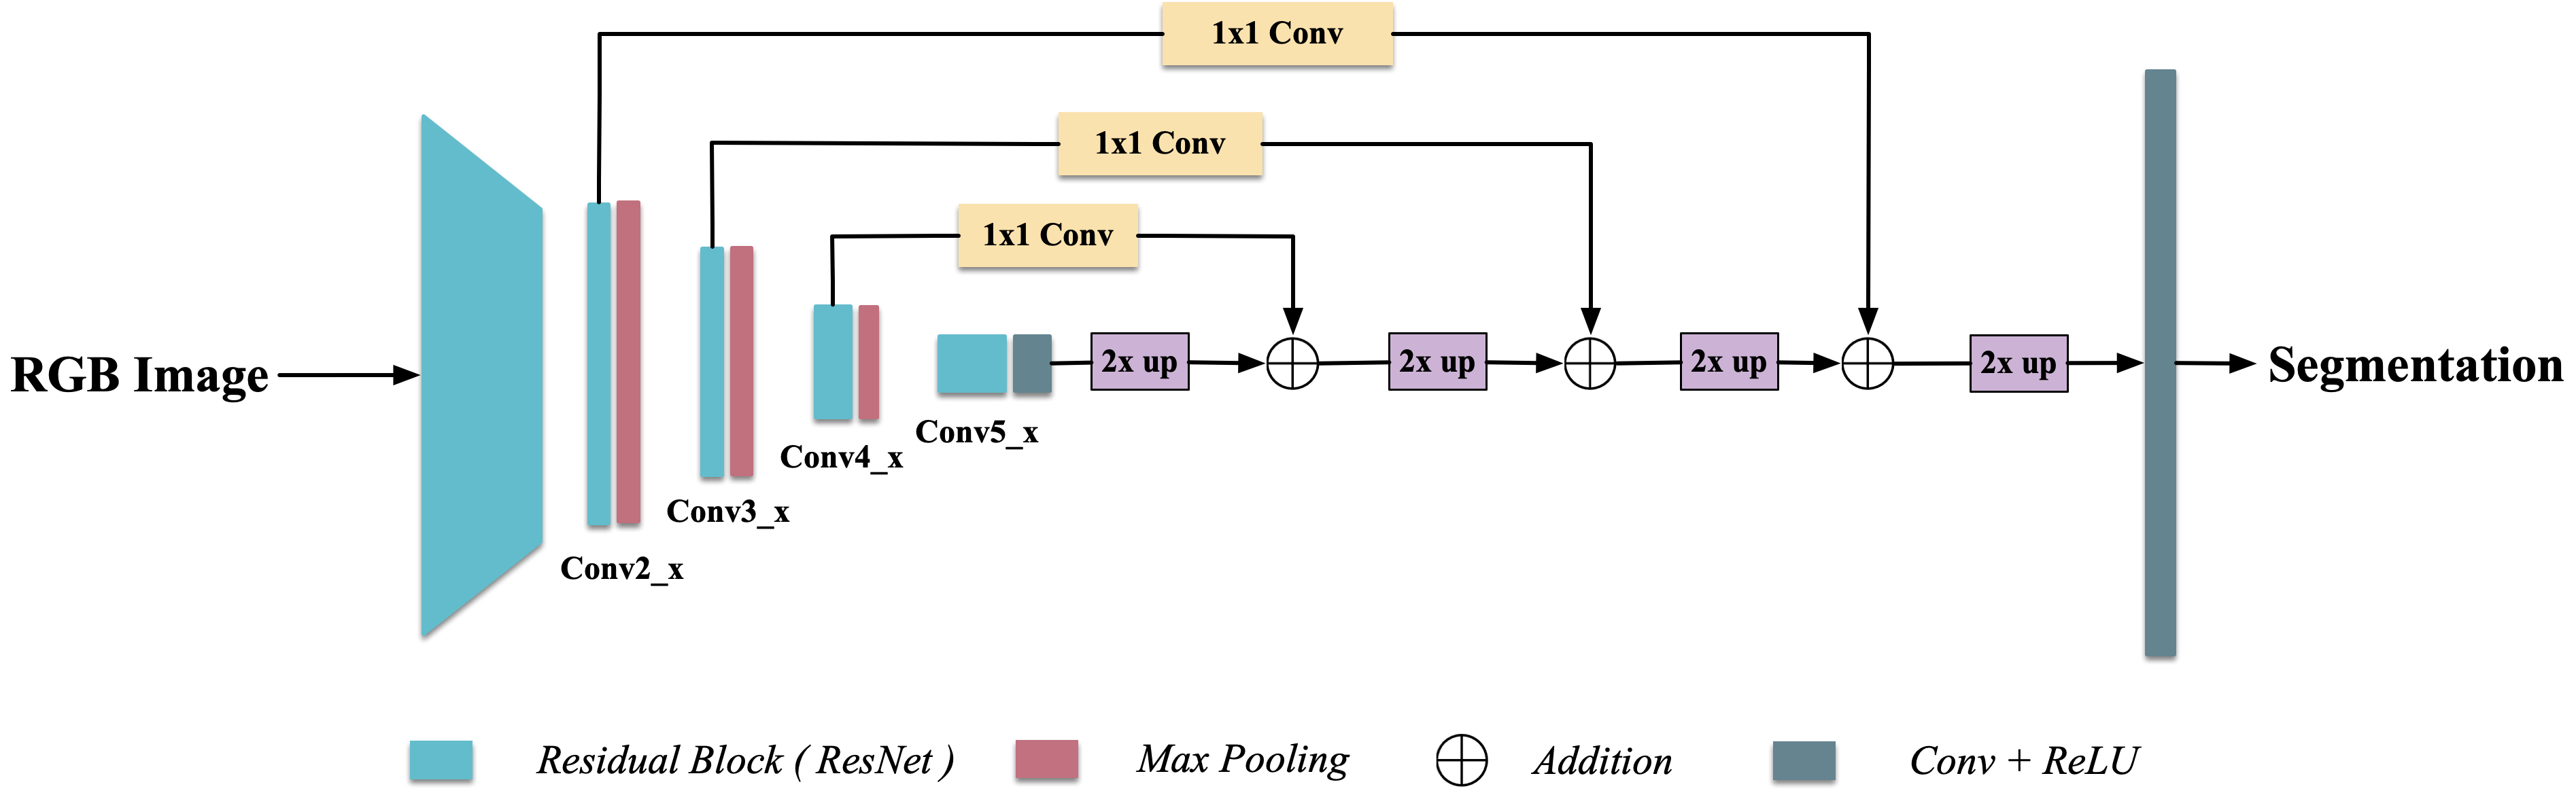 1x1 Conv
1x1 Conv
1x1 Conv
RGB Image
2x up
2x up
2x up
2x up
Segmentation
Conv5_x
Conv4_x
Conv3_x
Conv2_x
Residual Block ( ResNet )
Max Pooling
Addition
Conv + ReLU